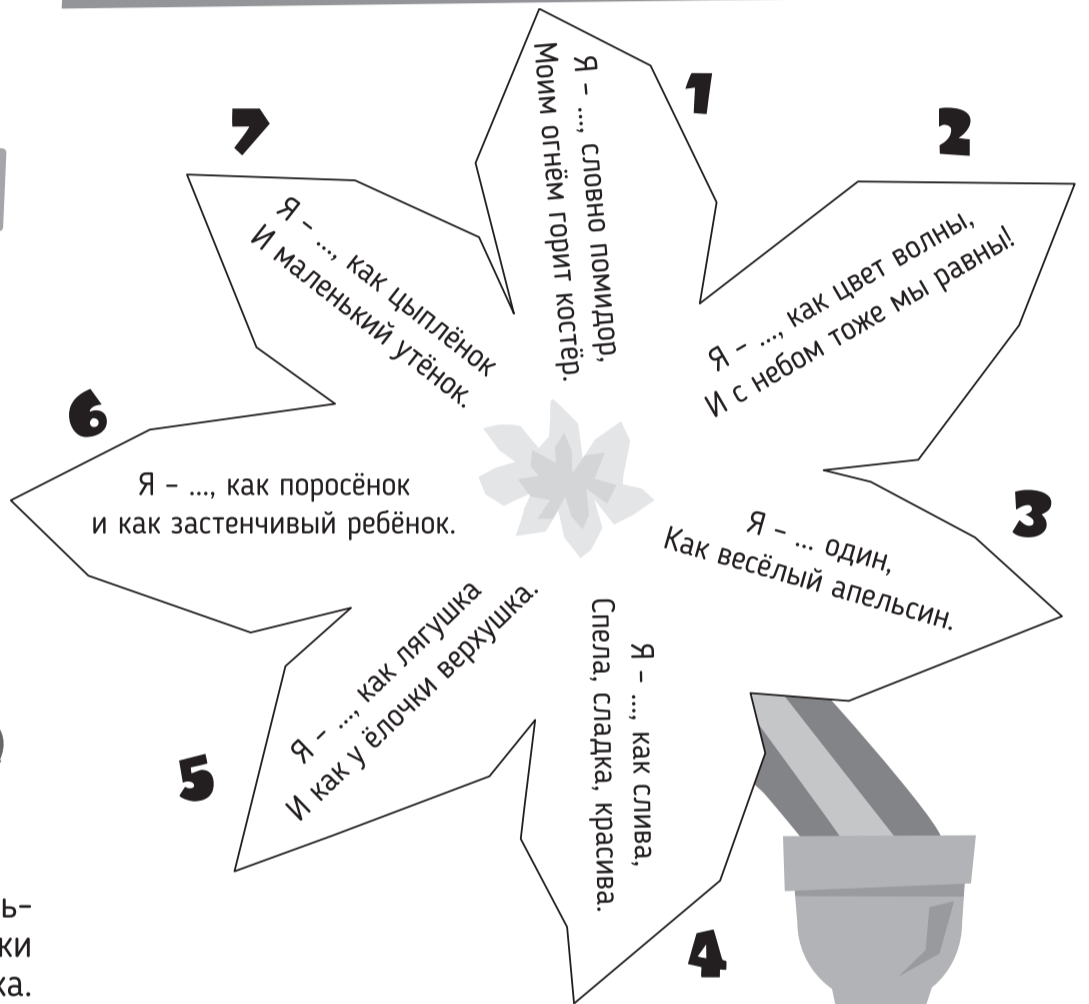 1
Я – ..., словно помидор,
Моим огнём горит костёр.
2
Я – ..., как цвет волны,
И с небом тоже мы равны!
3
Я – ... один,
Как весёлый апельсин.
4
Я – ..., как слива,
Спела, сладка, красива.
5
Я – ..., как лягушка
И как у ёлочки верхушка.
6
Я – ..., как поросёнок
и как застенчивый ребёнок.
7
Я – ..., как цыплёнок
И маленький утёнок.
ь-
ки
ка.